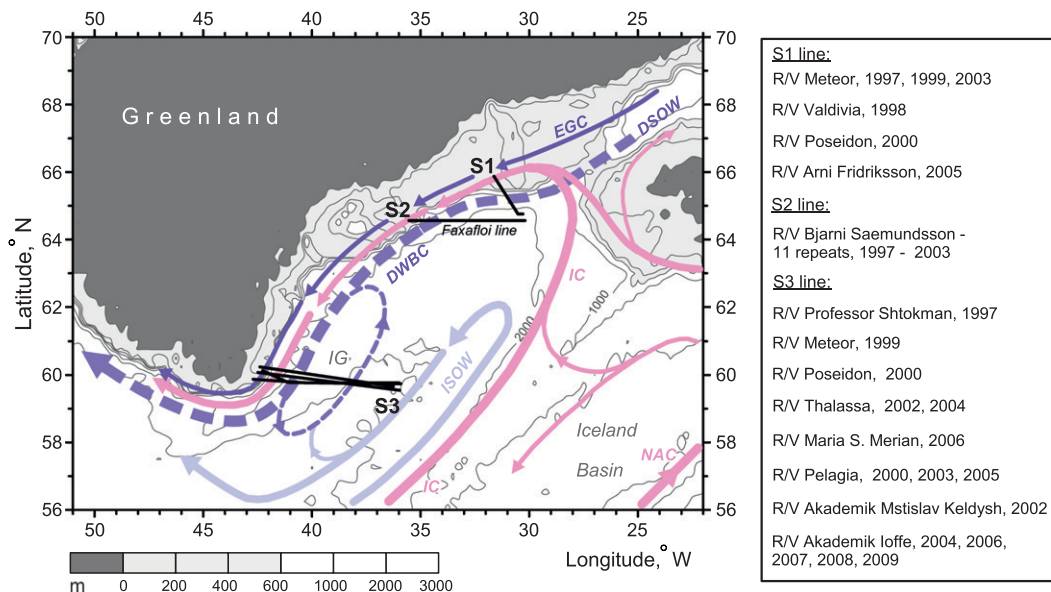 50 45 40 35 30 25
70 70
68 68
66 66
64 64
62 62
60 60
58 58
56 56
50 45 40 35 30 25
Latitude,° N
Longitude,° W
Greenland
EGC
DSOW
S1
S2
Faxafloi line
DWBC
IC
1000
2000
IG
ISOW
S3
Iceland
Basin
NAC
IC
m 0 200 400 600 1000 2000 3000
S1 line:
R/V Meteor, 1997, 1999, 2003
R/V Valdivia, 1998
R/V Poseidon, 2000
R/V Arni Fridriksson, 2005
S2 line:
R/V Bjarni Saemundsson -
11 repeats, 1997 - 2003
S3 line:
R/V Professor Shtokman, 1997
R/V Meteor, 1999
R/V Poseidon, 2000
R/V Thalassa, 2002, 2004
R/V Maria S. Merian, 2006
R/V Pelagia, 2000, 2003, 2005
R/V Akademik Mstislav Keldysh, 2002
R/V Akademik Ioffe, 2004, 2006,
2007, 2008, 2009